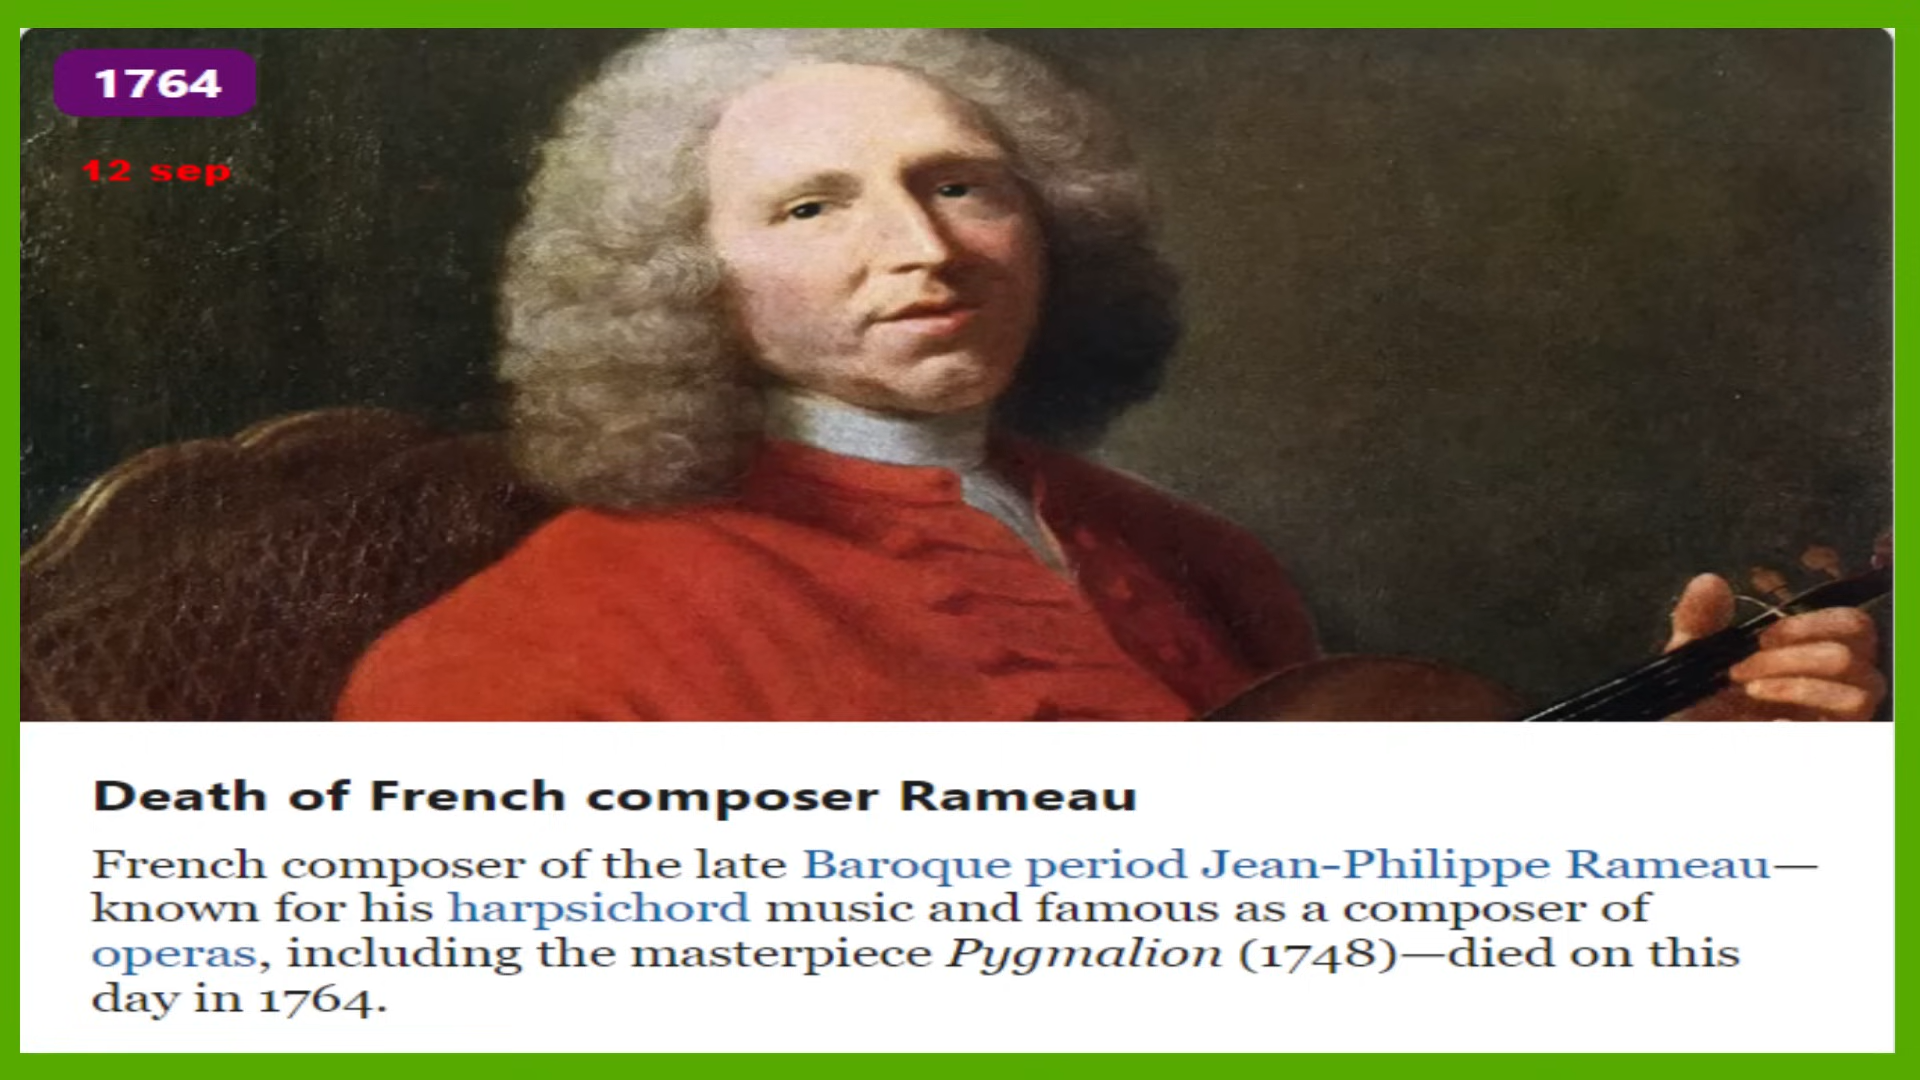 1764
12 sep
Death of French composer Rameau
French composer of the late Baroque period Jean-Philippe Rameau—
known for his harpsichord music and famous as a composer of
operas, including the masterpiece Pygmalion (1748)—died on this
day in 1764.